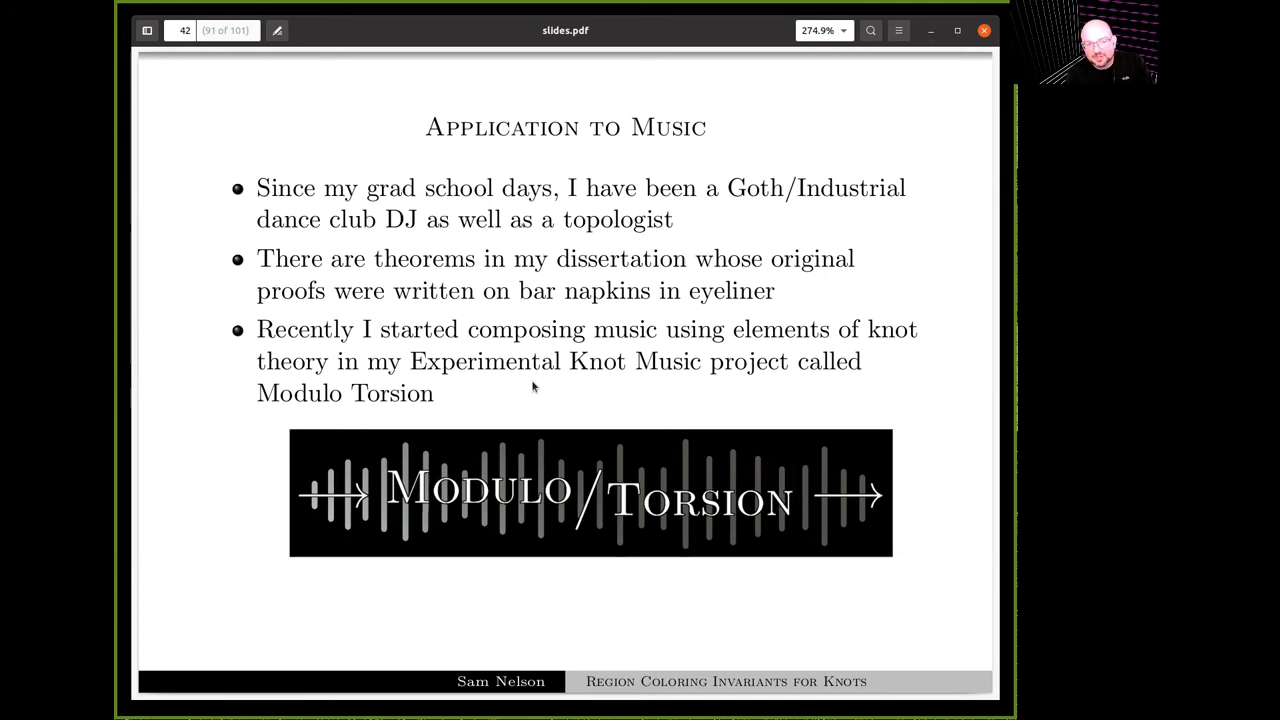 42 (91 of 101) slides.pdf 274.9%
Application to Music
Since my grad school days, I have been a Goth/Industrial
dance club DJ as well as a topologist
There are theorems in my dissertation whose original
proofs were written on bar napkins in eyeliner
Recently I started composing music using elements of knot
theory in my Experimental Knot Music project called
Modulo Torsion
Modulo/Torsion
Sam Nelson Region Coloring Invariants for Knots